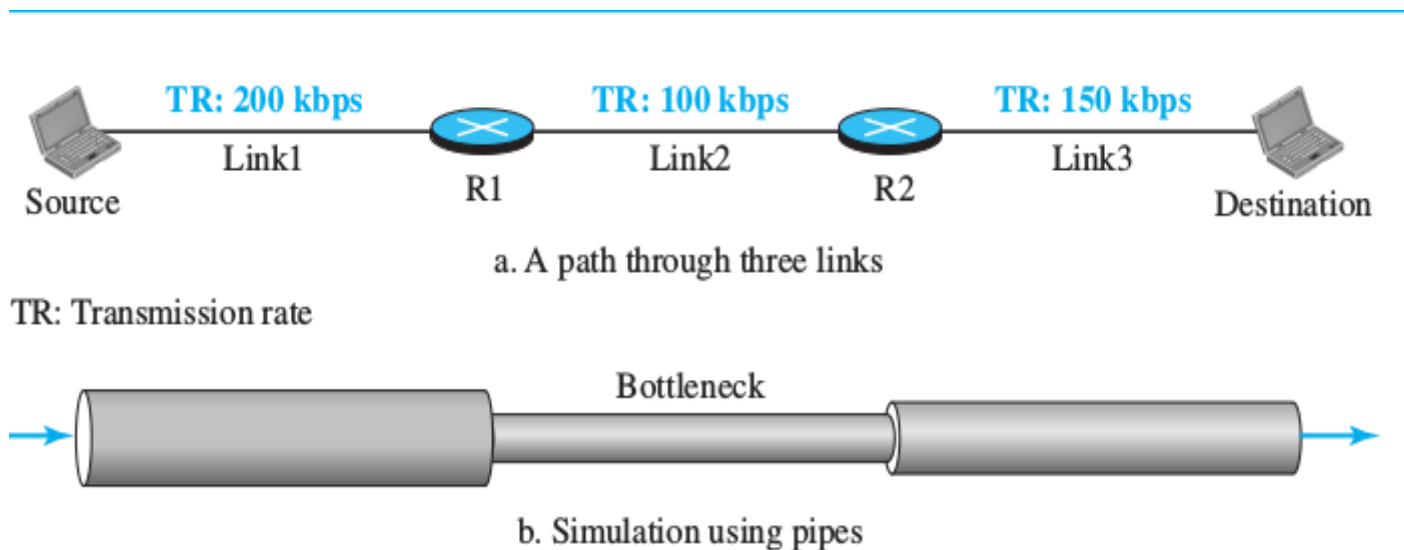 TR: 200 kbps TR: 100 kbps TR: 150 kbps
Link1 Link2 Link3
Source R1 R2 Destination
a. A path through three links
TR: Transmission rate
Bottleneck
b. Simulation using pipes